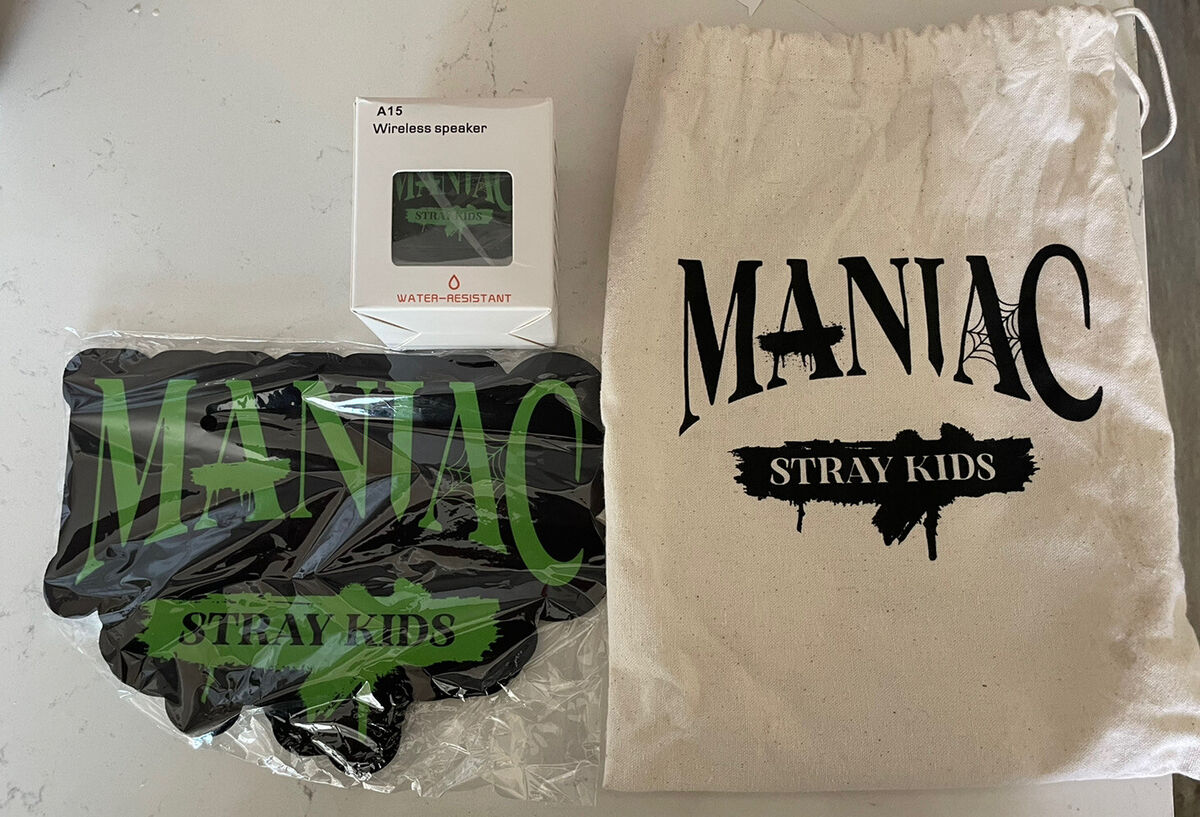 A15
Wireless speaker
MANIAC
STRAY KIDS
WATER-RESISTANT
MANIAC
STRAY KIDS
MANIAC
STRAY KIDS